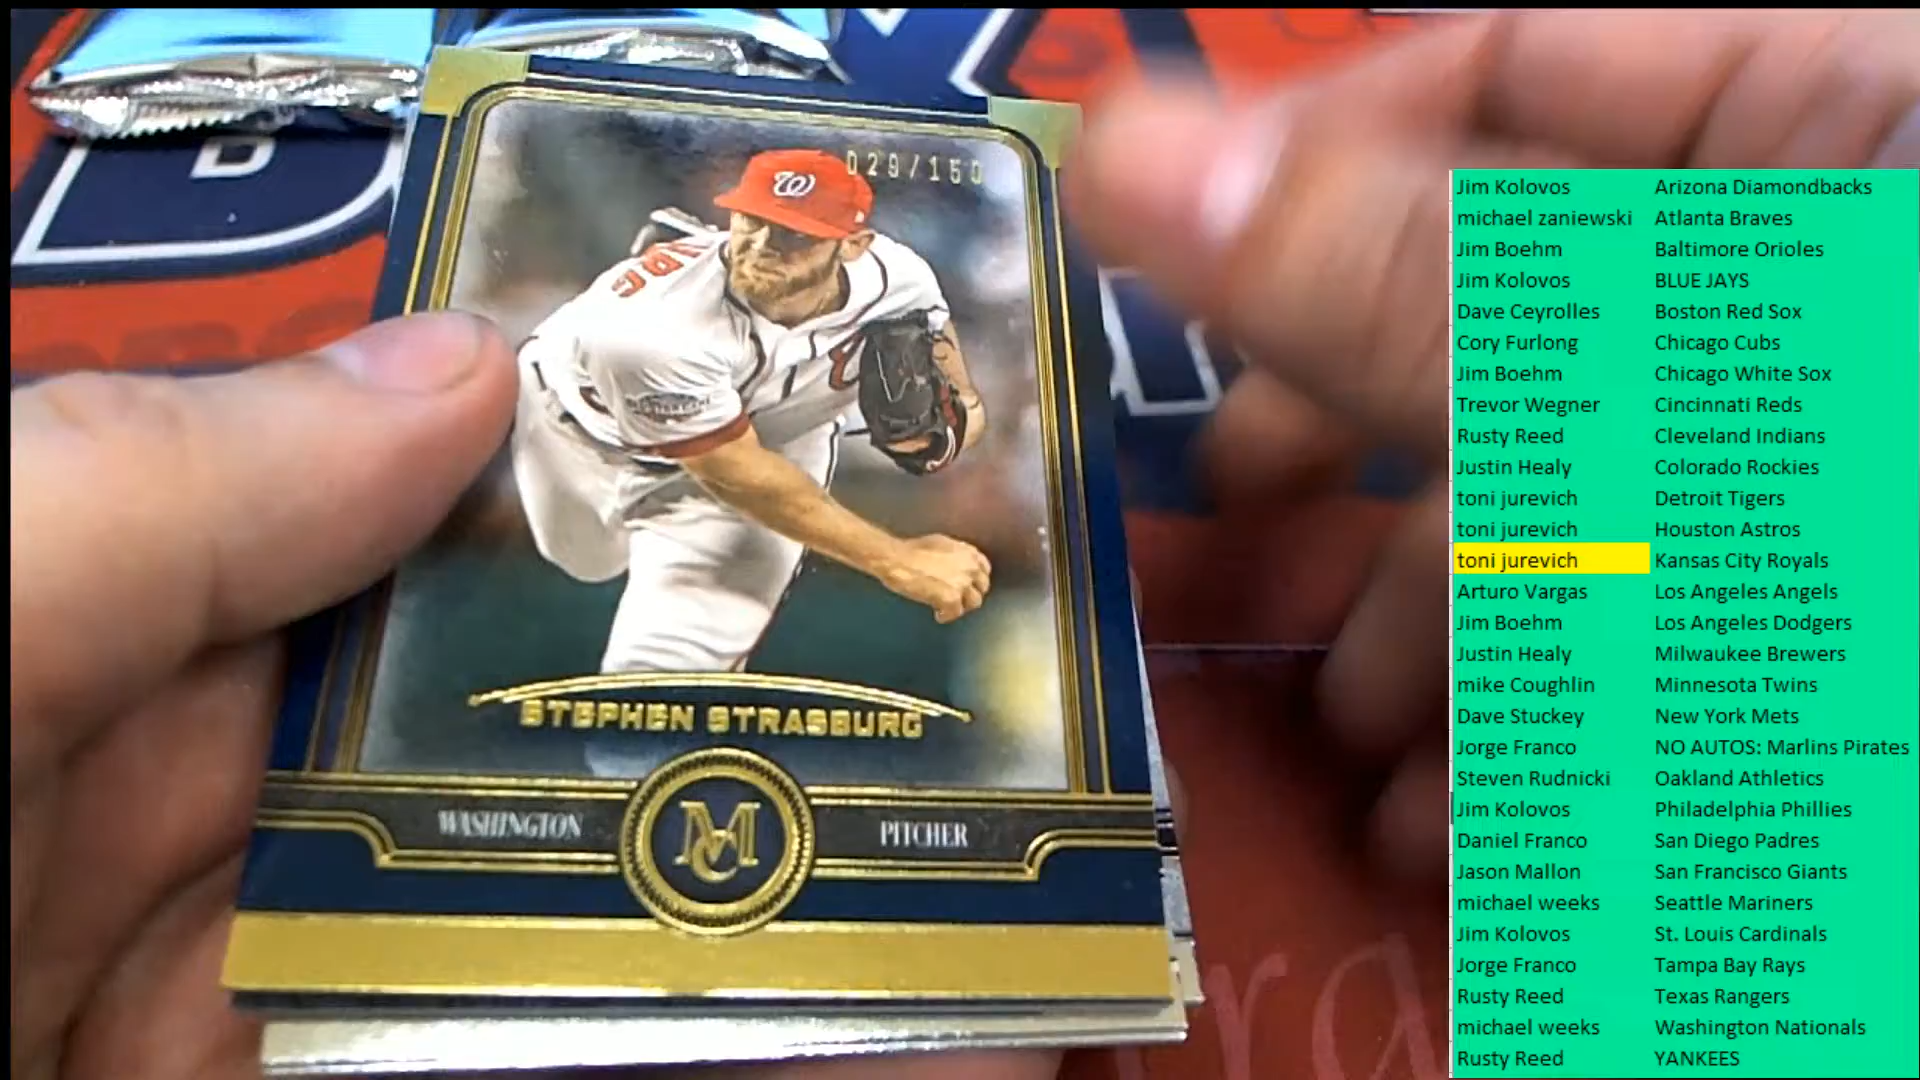 029/150
STEPHEN STRASBURG
WASHINGTON
MC
PITCHER
Jim Kolovos Arizona Diamondbacks
michael zaniewski Atlanta Braves
Jim Boehm Baltimore Orioles
Jim Kolovos BLUE JAYS
Dave Ceyrolles Boston Red Sox
Cory Furlong Chicago Cubs
Jim Boehm Chicago White Sox
Trevor Wegner Cincinnati Reds
Rusty Reed Cleveland Indians
Justin Healy Colorado Rockies
toni jurevich Detroit Tigers
toni jurevich Houston Astros
toni jurevich Kansas City Royals
Arturo Vargas Los Angeles Angels
Jim Boehm Los Angeles Dodgers
Justin Healy Milwaukee Brewers
mike Coughlin Minnesota Twins
Dave Stuckey New York Mets
Jorge Franco NO AUTOS: Marlins Pirates
Steven Rudnicki Oakland Athletics
Jim Kolovos Philadelphia Phillies
Daniel Franco San Diego Padres
Jason Mallon San Francisco Giants
michael weeks Seattle Mariners
Jim Kolovos St. Louis Cardinals
Jorge Franco Tampa Bay Rays
Rusty Reed Texas Rangers
michael weeks Washington Nationals
Rusty Reed YANKEES